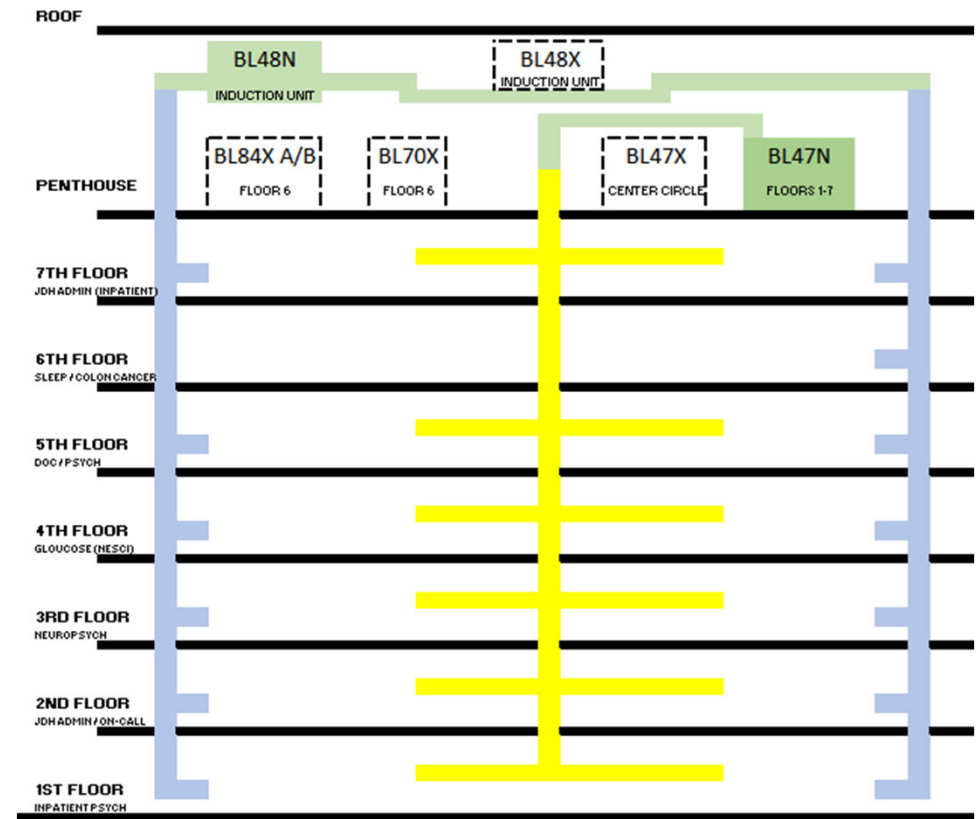 ROOF
BL48N
INDUCTION UNIT
BL48X
INDUCTION UNIT
BL84X A/B
FLOOR 6
BL70X
FLOOR 6
BL47X
CENTER CIRCLE
BL47N
FLOORS 1-7
PENTHOUSE
7TH FLOOR
JDH ADMIN (INPATIENT)
6TH FLOOR
SLEEP / COLON CANCER
5TH FLOOR
DOC / PSYCH
4TH FLOOR
GLOUCOSE (NESCI)
3RD FLOOR
NEUROPSYCH
2ND FLOOR
JDH ADMIN / ON-CALL
1ST FLOOR
INPATIENT PSYCH